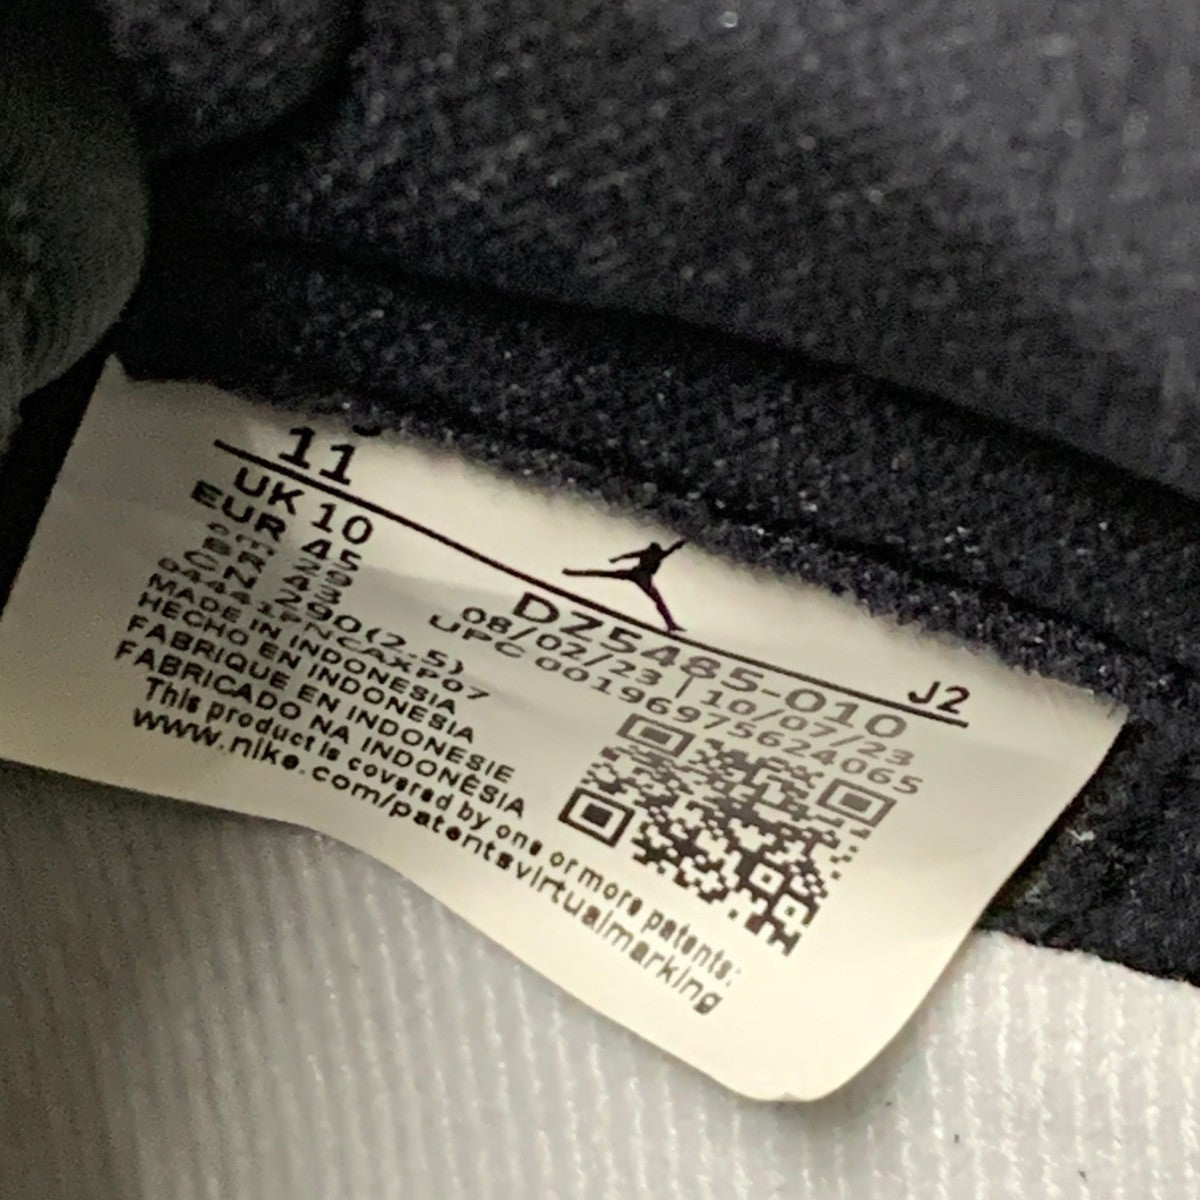 11
J2
UK 10
EUR 45
CM 29
BR 43
CN 290(2.5)
DZ5485-010
08/02/23 | 10/07/23
UPC 00196975624065
MADE IN INDONESIA
HECHO EN INDONESIA
FABRIQUE EN INDONESIE
FABRICADO NA INDONÉSIA
This product is covered by one or more patents:
www.nike.com/patentsvirtualmarking